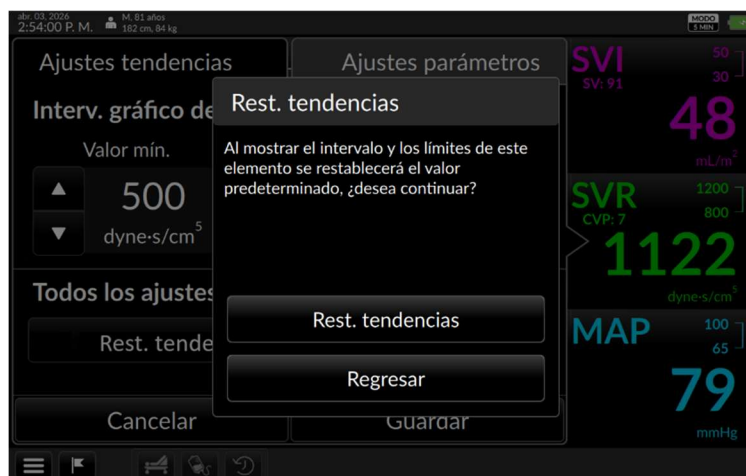 abr. 03, 2026
2:54:00 P. M.
M, 81 años
182 cm, 84 kg
MODO
5 MIN
Ajustes tendencias
Ajustes parámetros
Interv. gráfico de
Valor mín.
500
dyne·s/cm⁵
Todos los ajustes
Rest. tende
Cancelar
Guardar
Rest. tendencias
Al mostrar el intervalo y los límites de este
elemento se restablecerá el valor
predeterminado, ¿desea continuar?
Rest. tendencias
Regresar
SVI
SV: 91
50
30
48
mL/m²
SVR
CVP: 7
1200
800
1122
dyne·s/cm⁵
MAP
100
65
79
mmHg